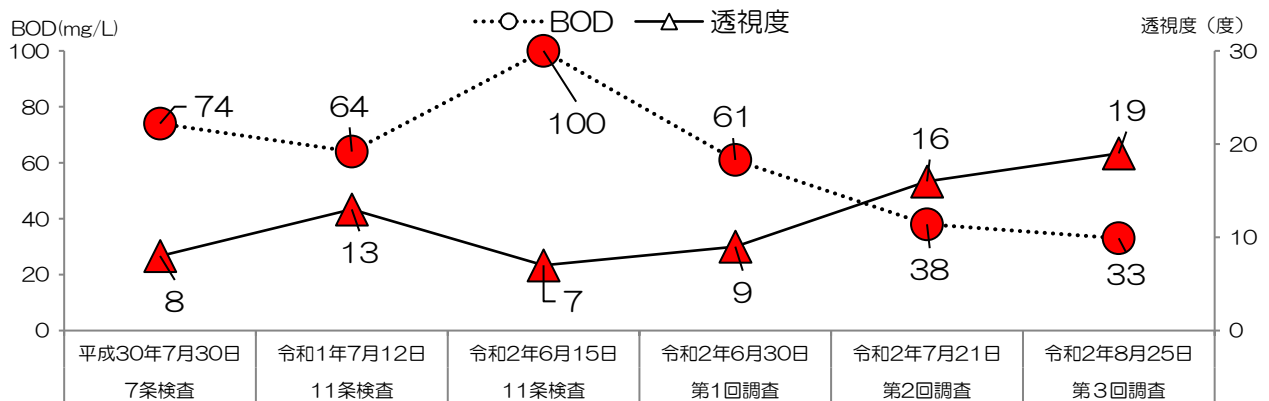 BOD 透視度
BOD(mg/L) 透視度（度）
100 30
80
60 20
40
20 10
0 0
74 64 100 61 38 33
8 13 7 9 16 19
平成30年7月30日 令和1年7月12日 令和2年6月15日 令和2年6月30日 令和2年7月21日 令和2年8月25日
7条検査 11条検査 11条検査 第1回調査 第2回調査 第３回調査